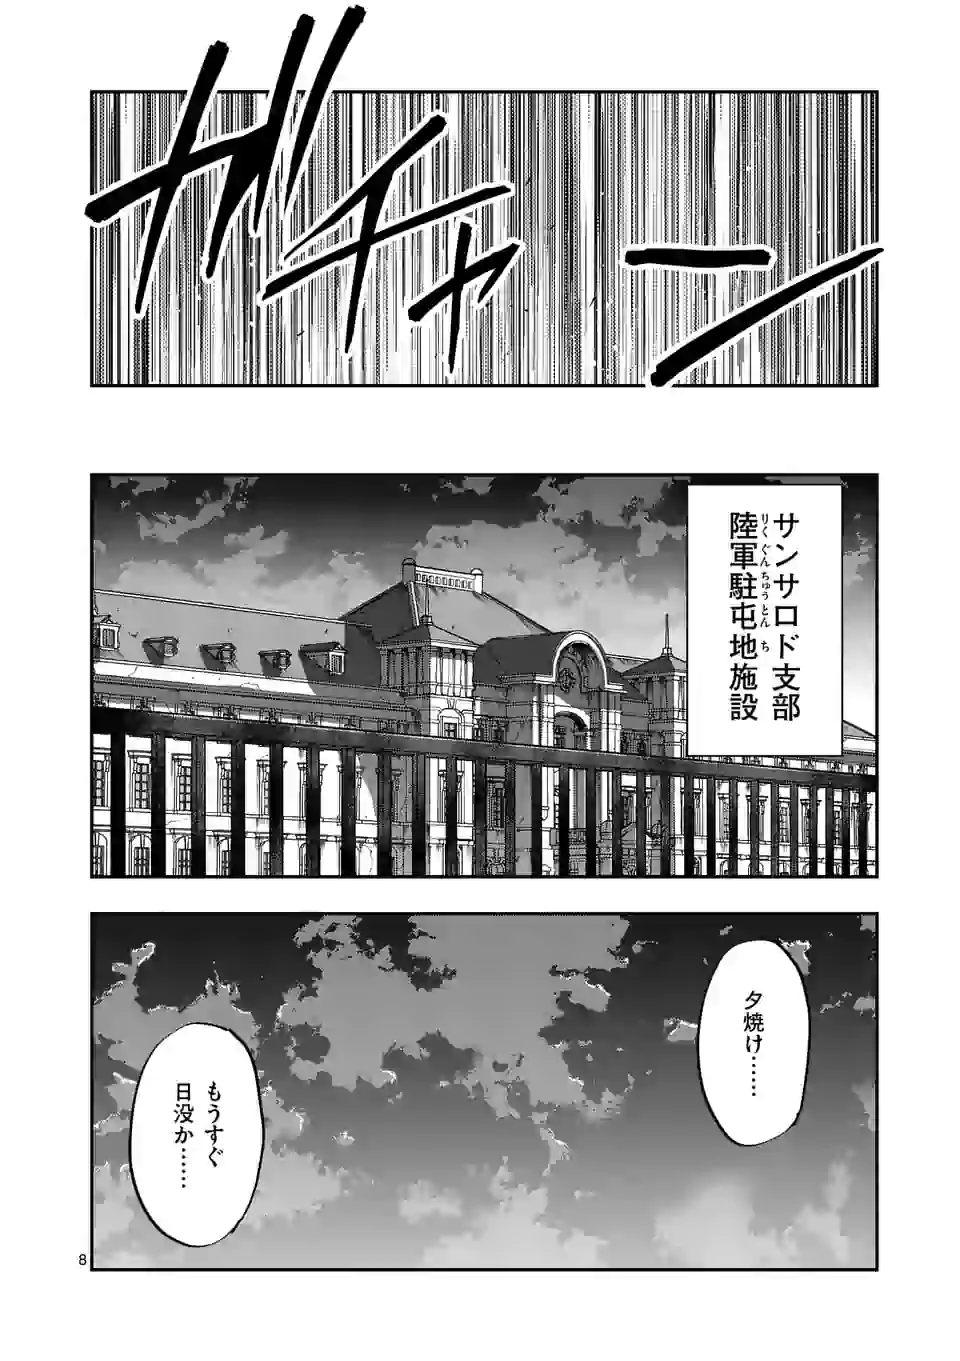 ガチャーン
サンサロド支部
陸軍駐屯地施設
りくぐんちゅうとんち
夕焼け……
もうすぐ
日没か……
8